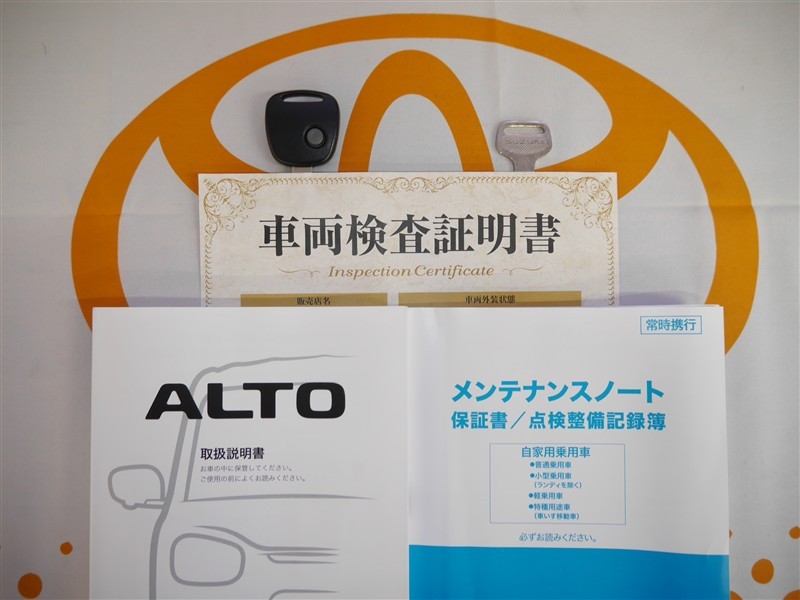 SUZUKI
車両検査証明書
Inspection Certificate
販売店名
車両外装状態
ALTO
取扱説明書
お車の中に保管してください。
ご使用の前によくお読みください。
常時携行
メンテナンスノート
保証書/点検整備記録簿
自家用乗用車
●普通乗用車
●小型乗用車
(ランディを除く)
●軽乗用車
●特種用途車
(車いす移動車)
必ずお読みください。